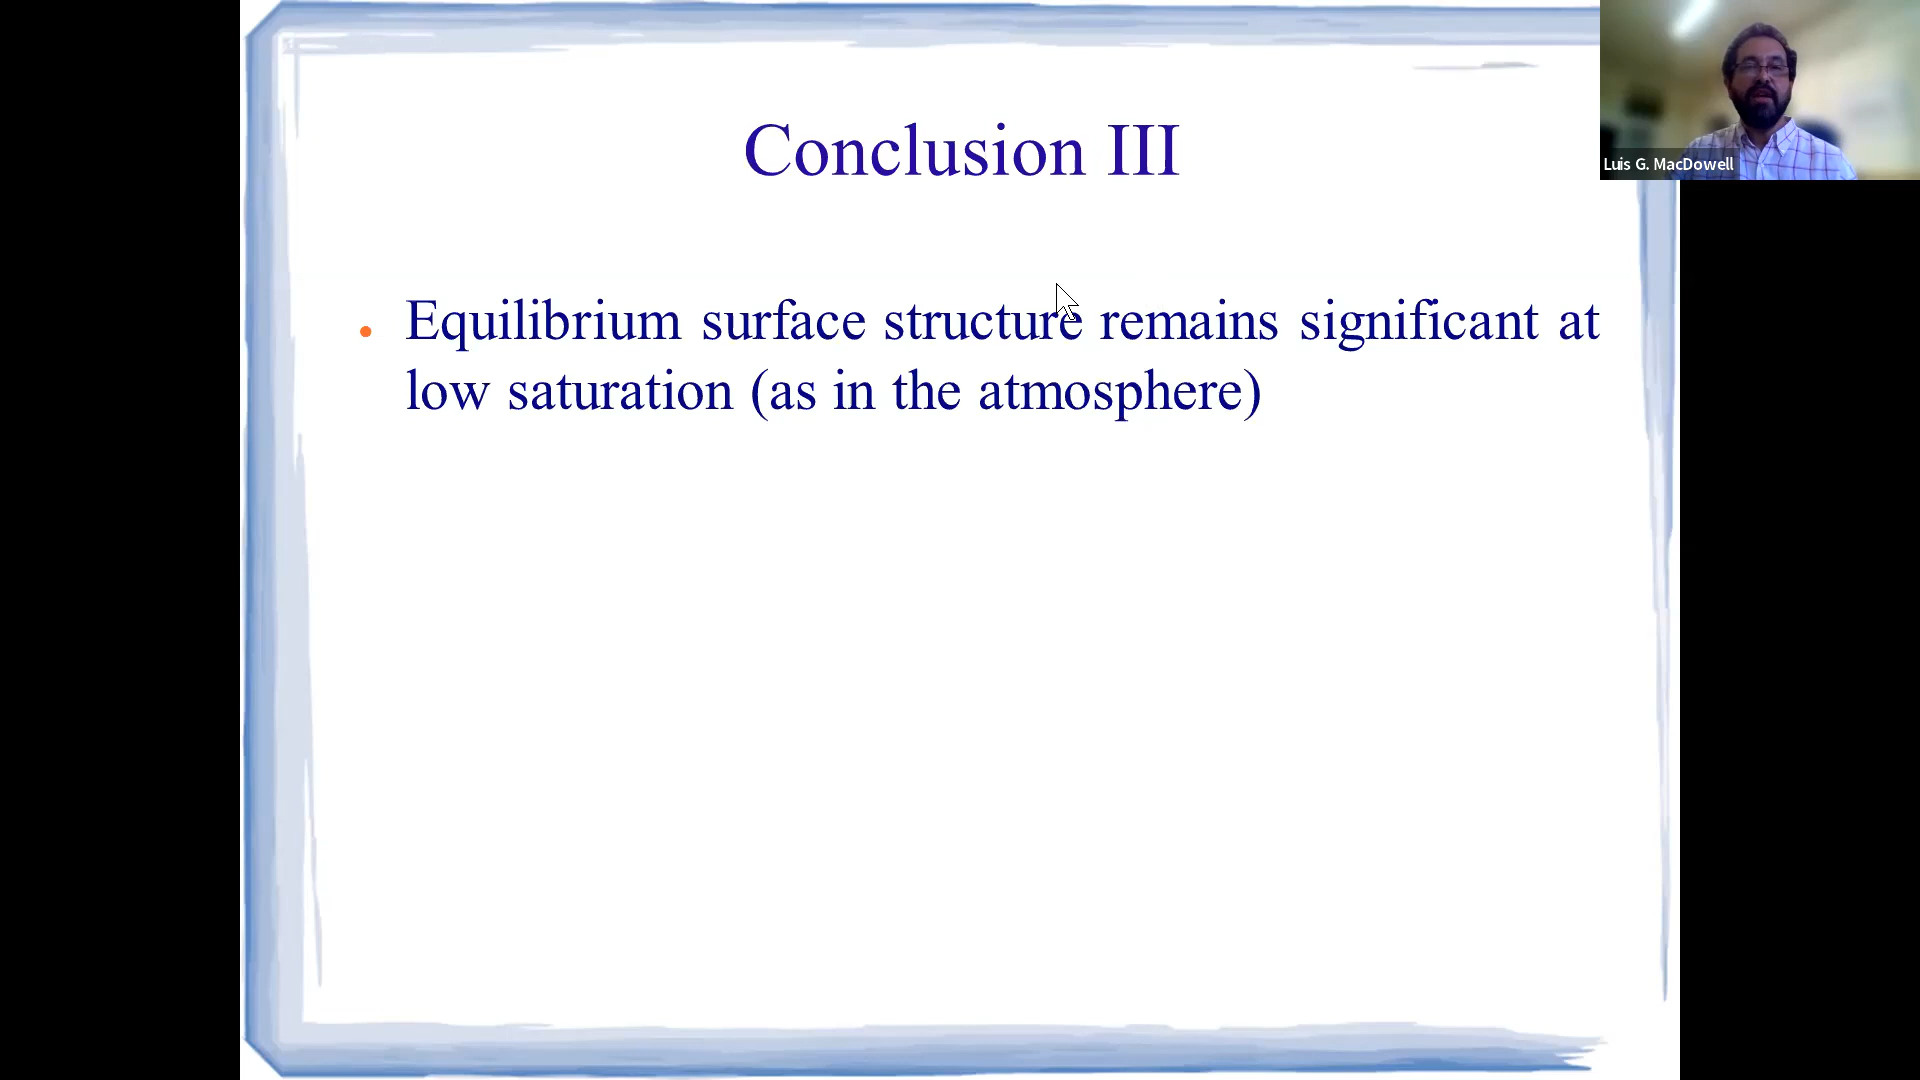 Conclusion III
Equilibrium surface structure remains significant at
low saturation (as in the atmosphere)
Luis G. MacDowell